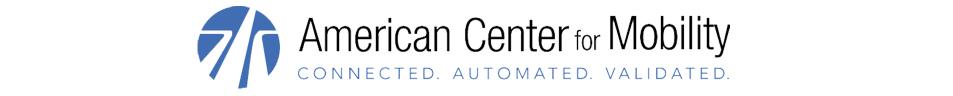 American Center for Mobility
CONNECTED. AUTOMATED. VALIDATED.